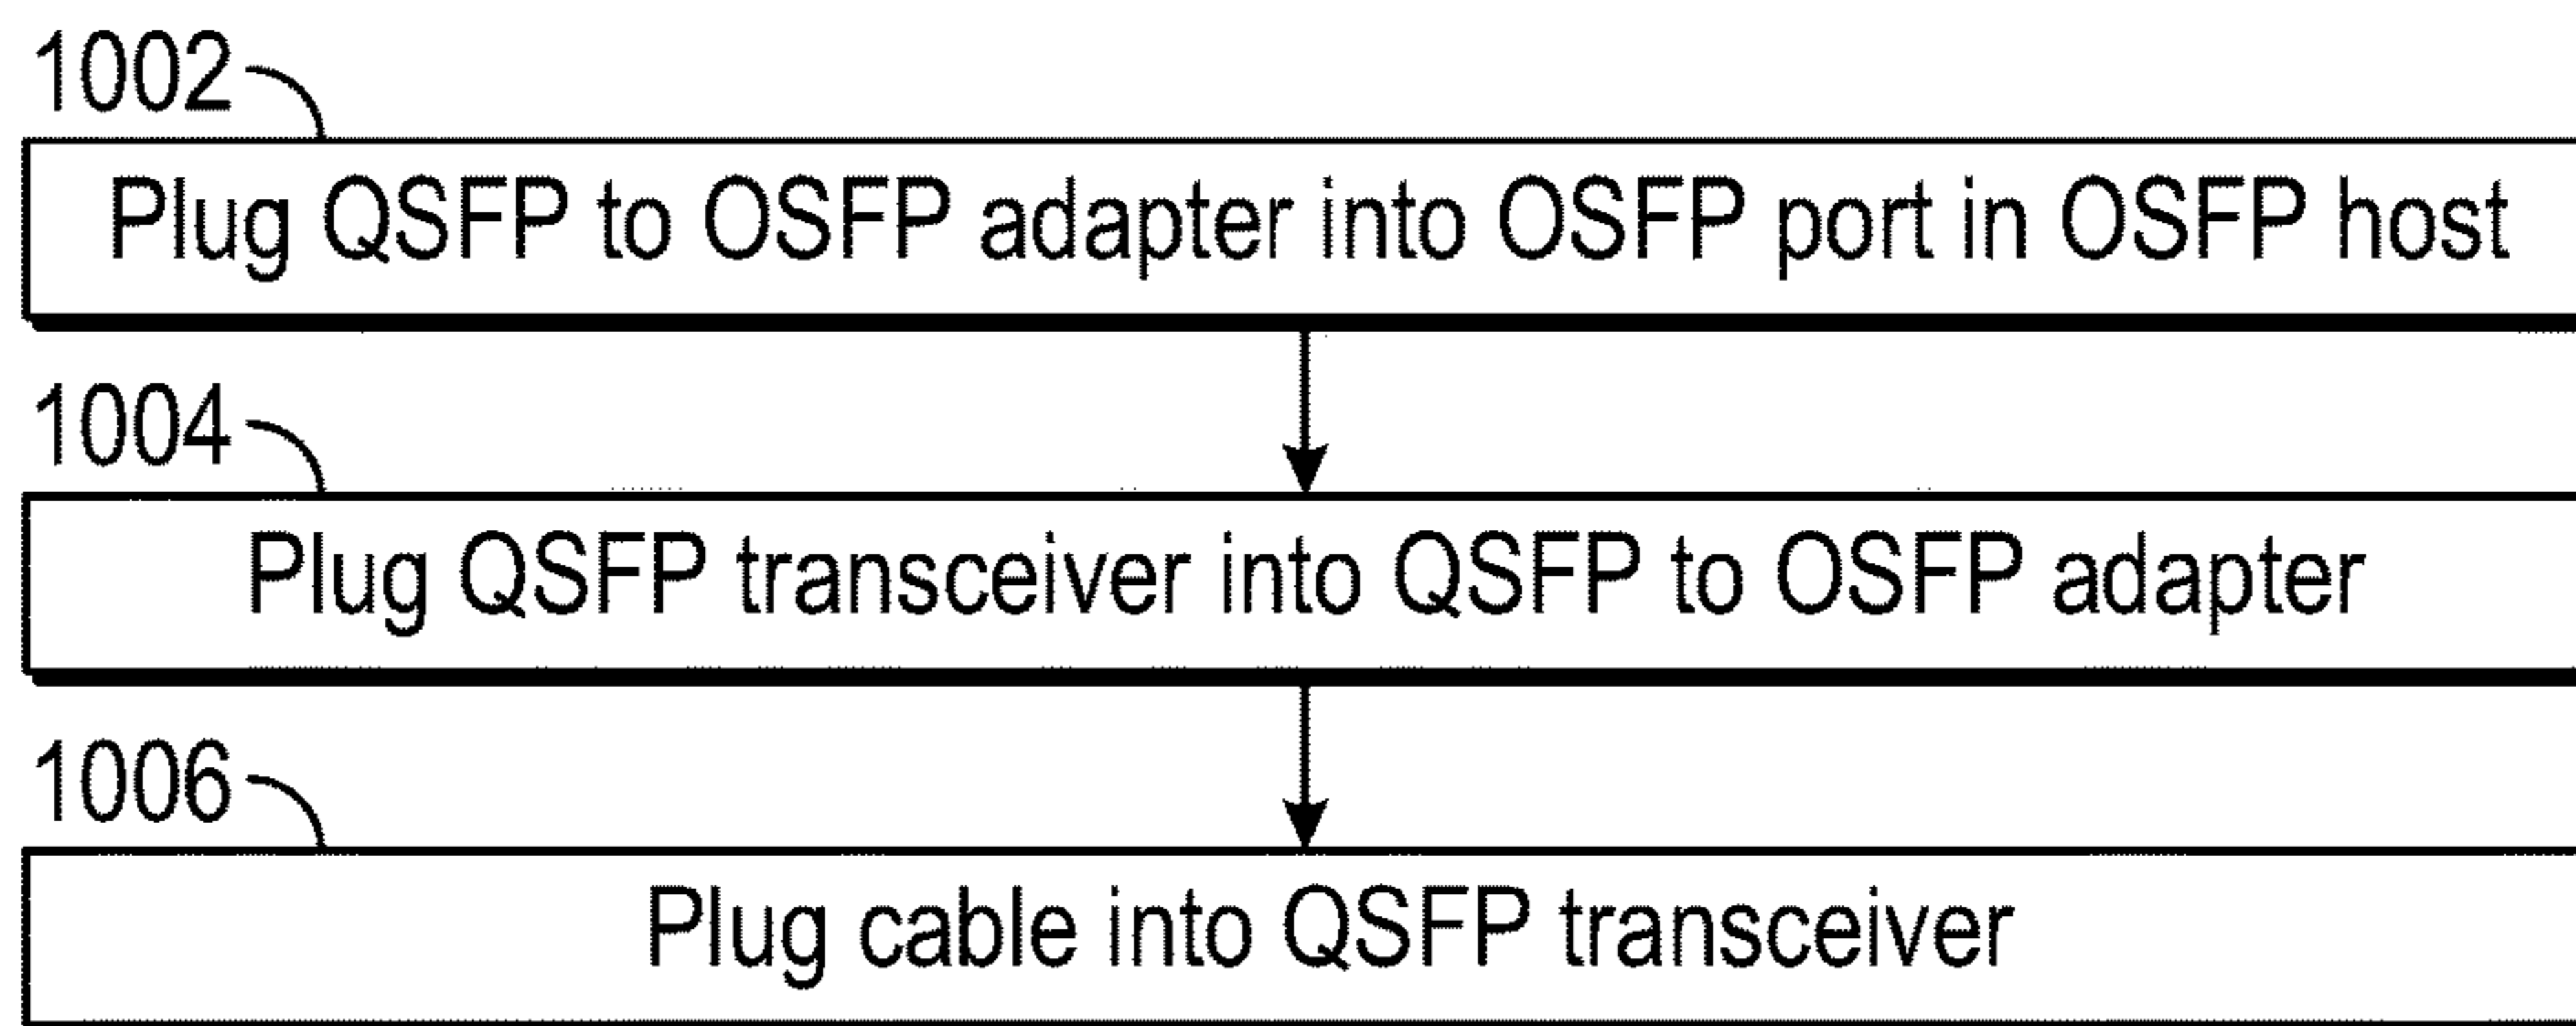 1002
Plug QSFP to OSFP adapter into OSFP port in OSFP host
1004
Plug QSFP transceiver into QSFP to OSFP adapter
1006
Plug cable into QSFP transceiver